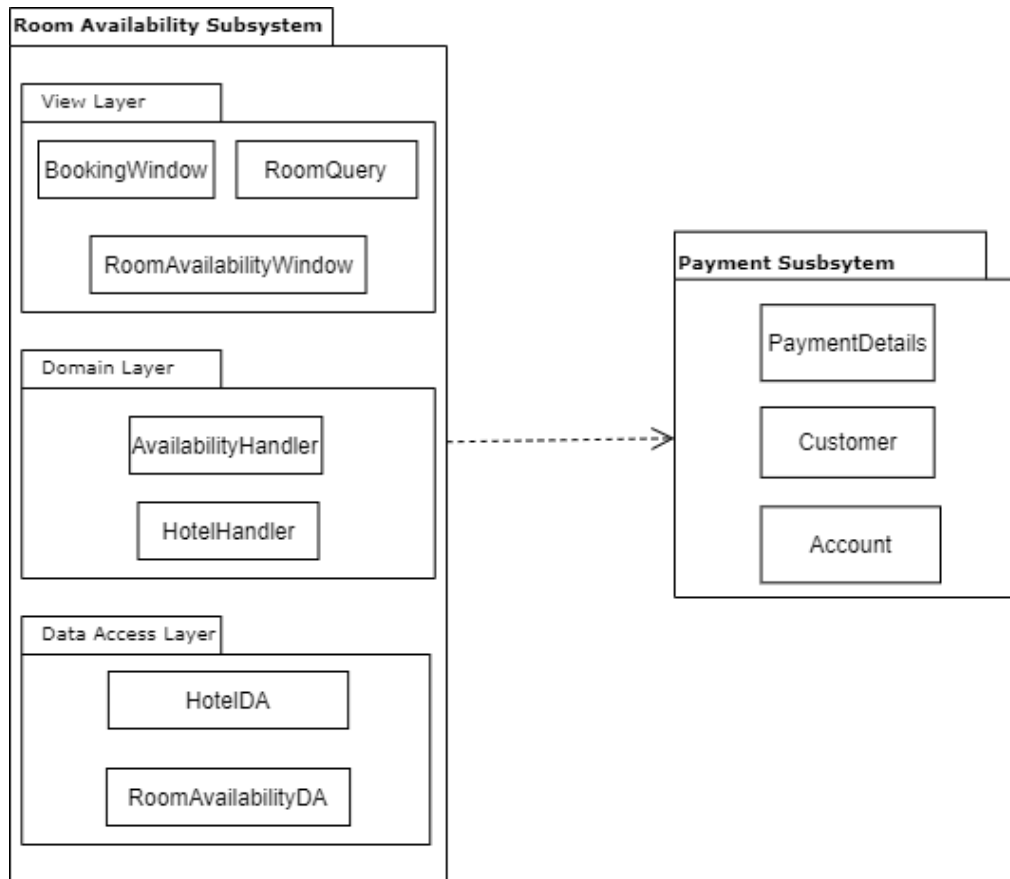 Room Availability Subsystem
View Layer
BookingWindow
RoomQuery
RoomAvailabilityWindow
Domain Layer
AvailabilityHandler
HotelHandler
Data Access Layer
HotelDA
RoomAvailabilityDA
Payment Susbsytem
PaymentDetails
Customer
Account